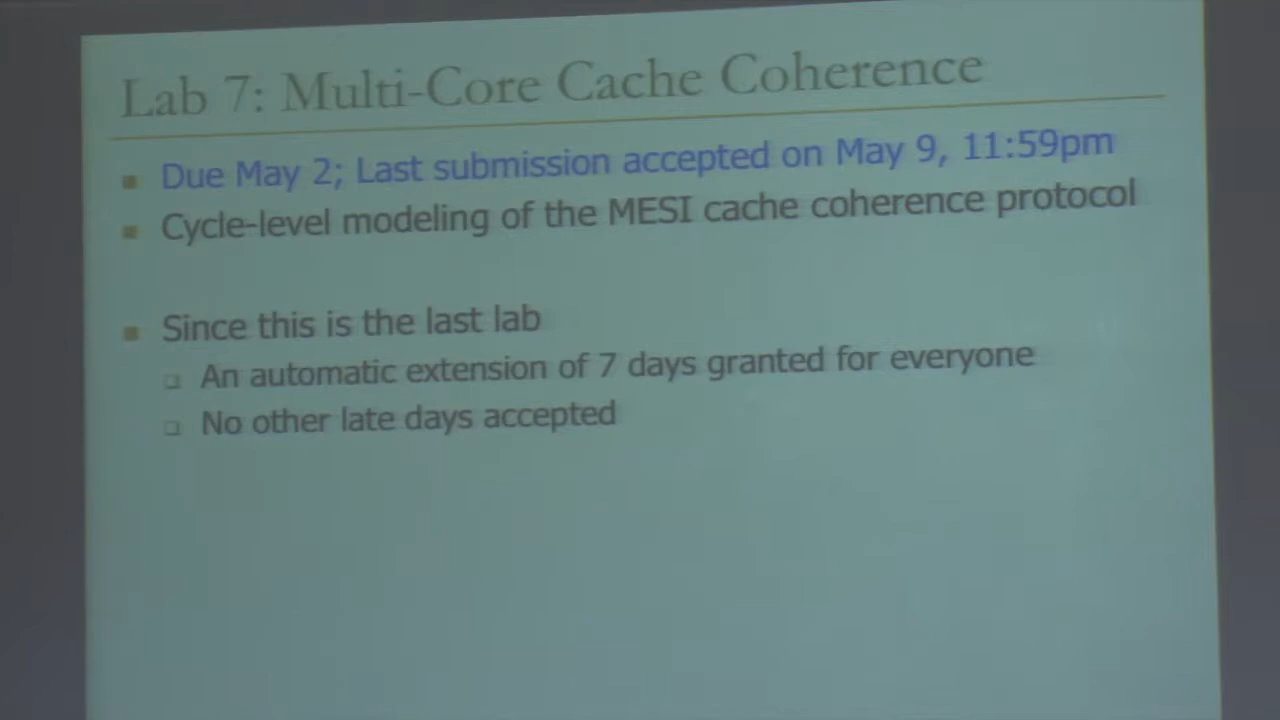 Lab 7: Multi-Core Cache Coherence
Due May 2; Last submission accepted on May 9, 11:59pm
Cycle-level modeling of the MESI cache coherence protocol
Since this is the last lab
An automatic extension of 7 days granted for everyone
No other late days accepted